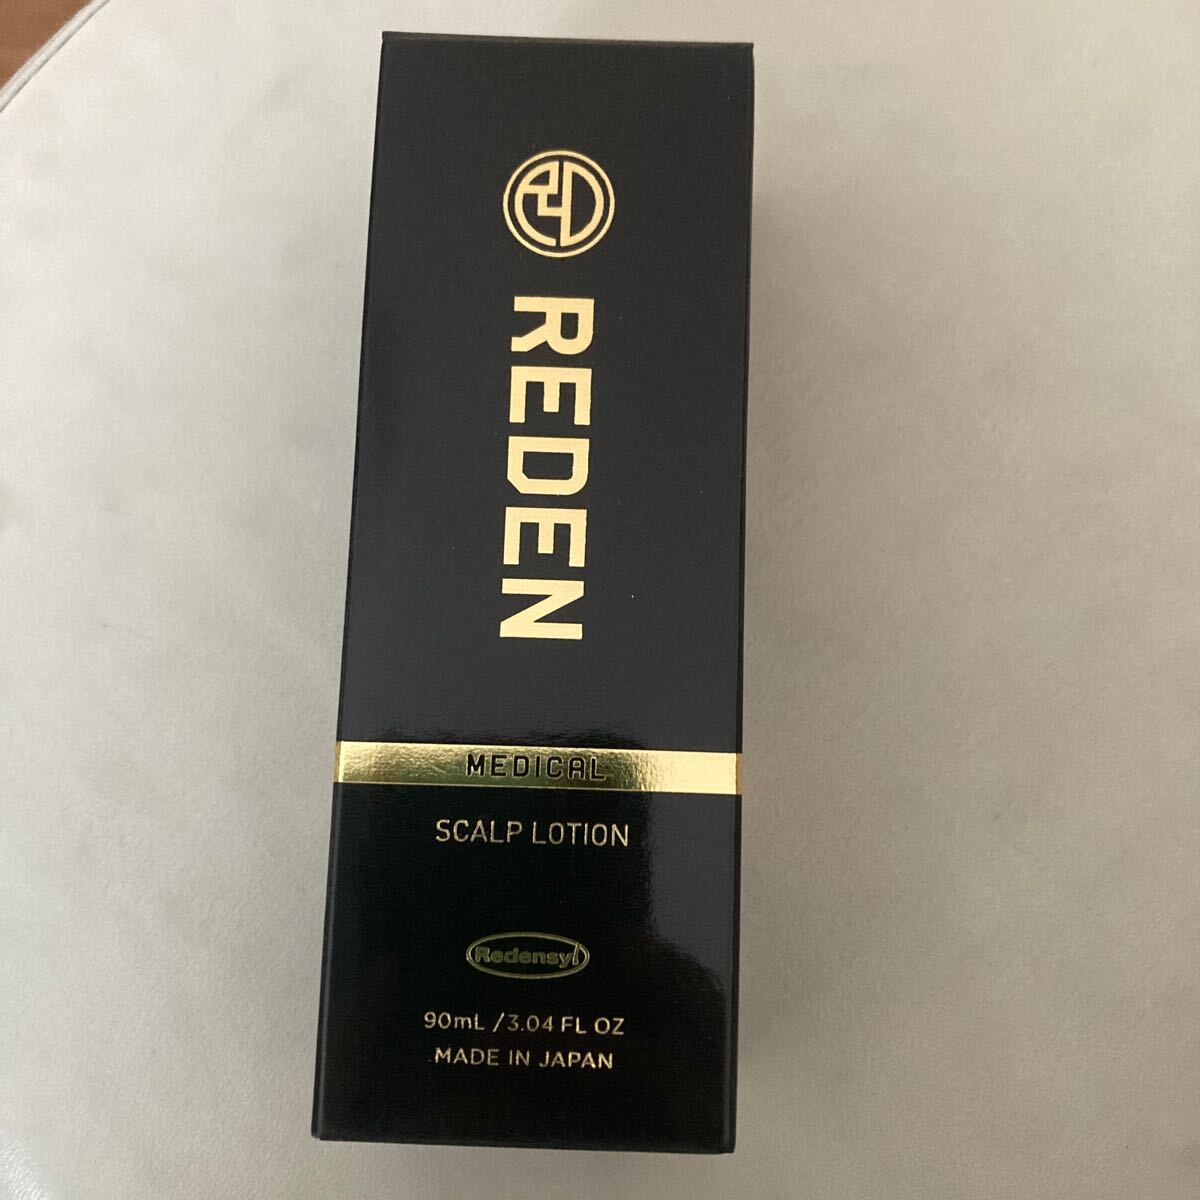 REDEN
MEDICAL
SCALP LOTION
Redensyl
90mL /3.04 FL OZ
MADE IN JAPAN